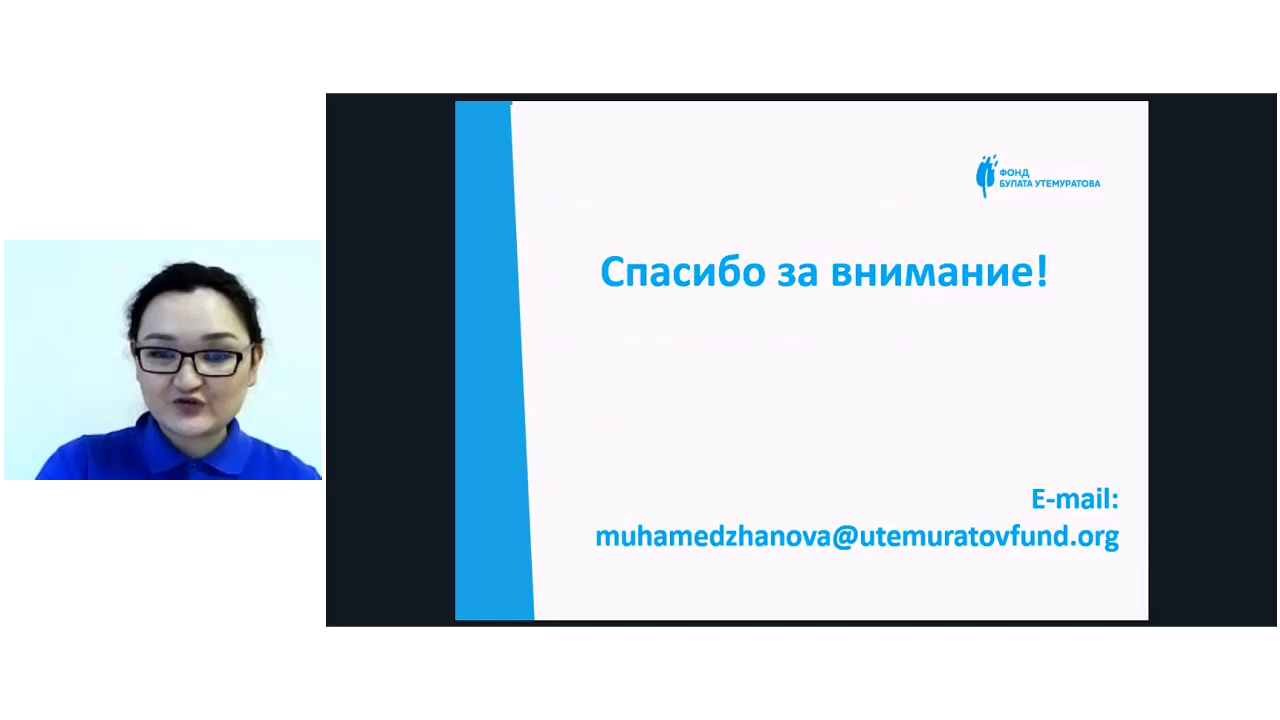 ФОНД
БУЛАТА УТЕМУРАТОВА
Спасибо за внимание!
E-mail:
muhamedzhanova@utemuratovfund.org